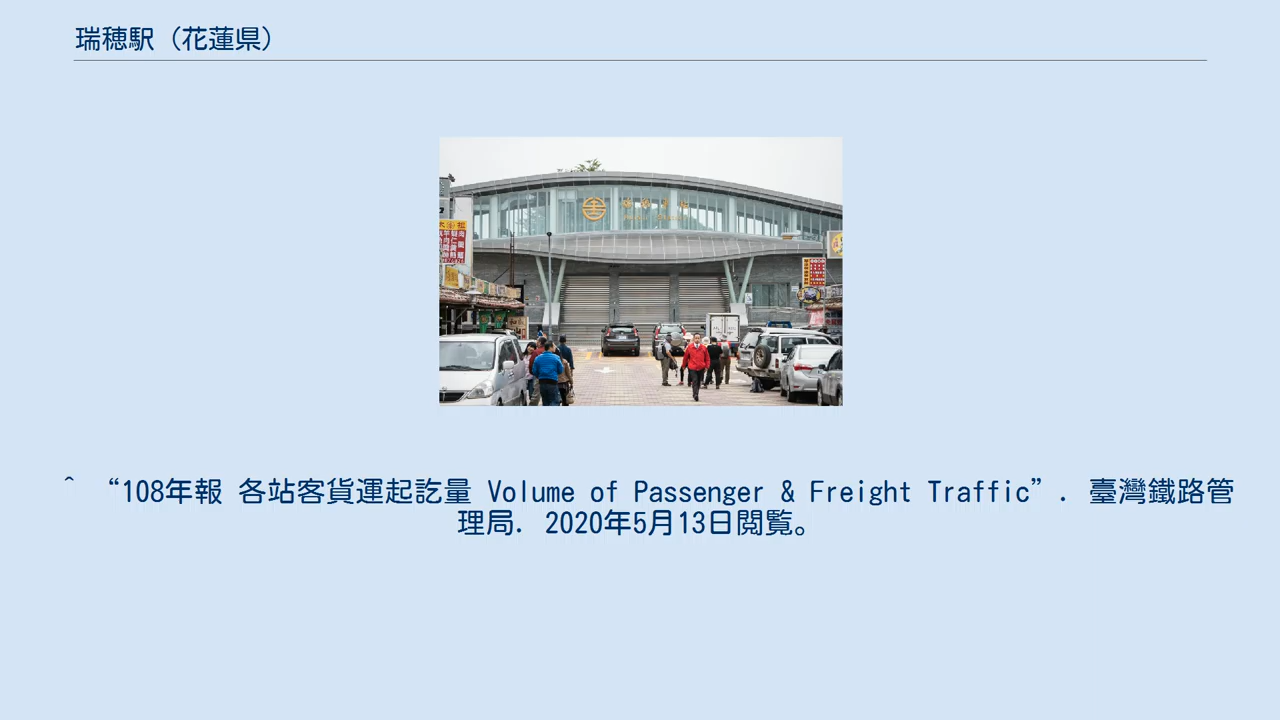 瑞穂駅（花蓮県）
^ “108年報 各站客貨運起訖量 Volume of Passenger & Freight Traffic”. 臺灣鐵路管
理局. 2020年5月13日閲覧。